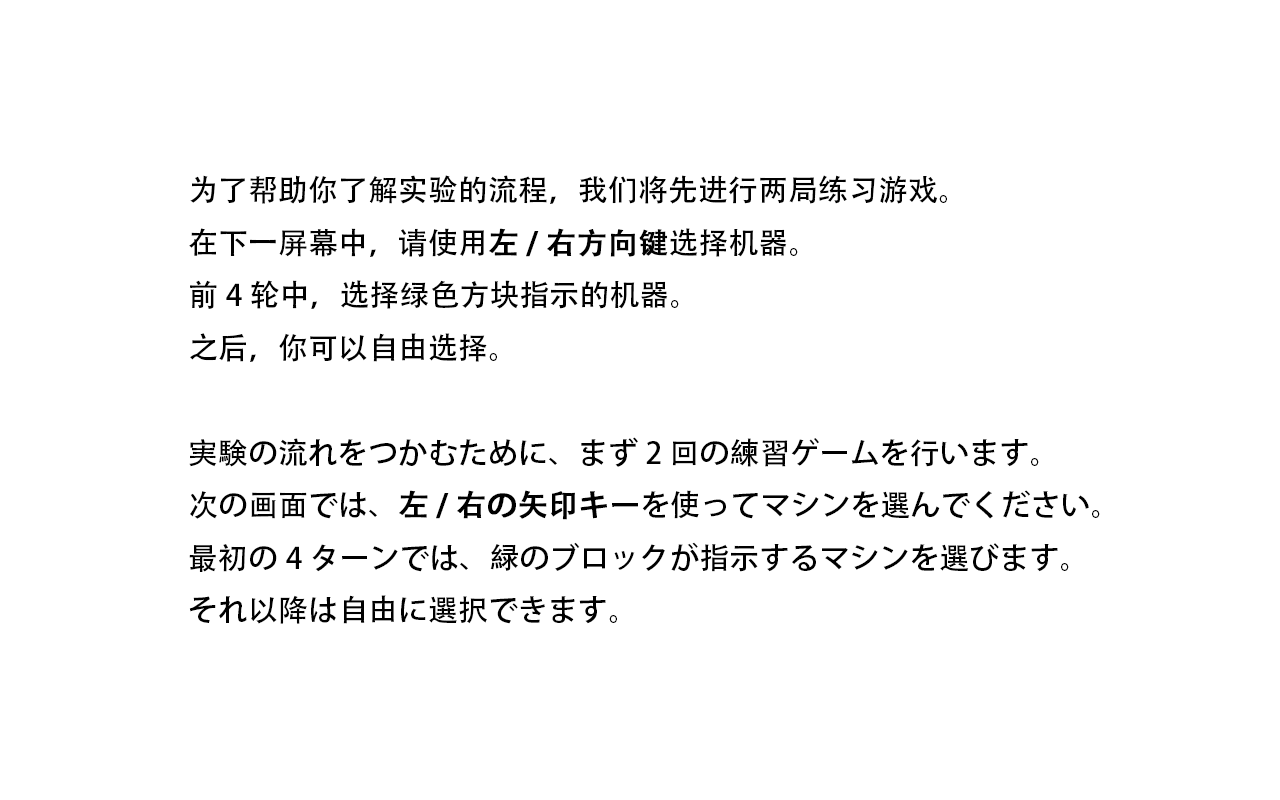 为了帮助你了解实验的流程，我们将先进行两局练习游戏。
在下一屏幕中，请使用左 / 右方向键选择机器。
前 4 轮中，选择绿色方块指示的机器。
之后，你可以自由选择。
実験の流れをつかむために、まず 2 回の練習ゲームを行います。
次の画面では、左 / 右の矢印キーを使ってマシンを選んでください。
最初の 4 ターンでは、緑のブロックが指示するマシンを選びます。
それ以降は自由に選択できます。